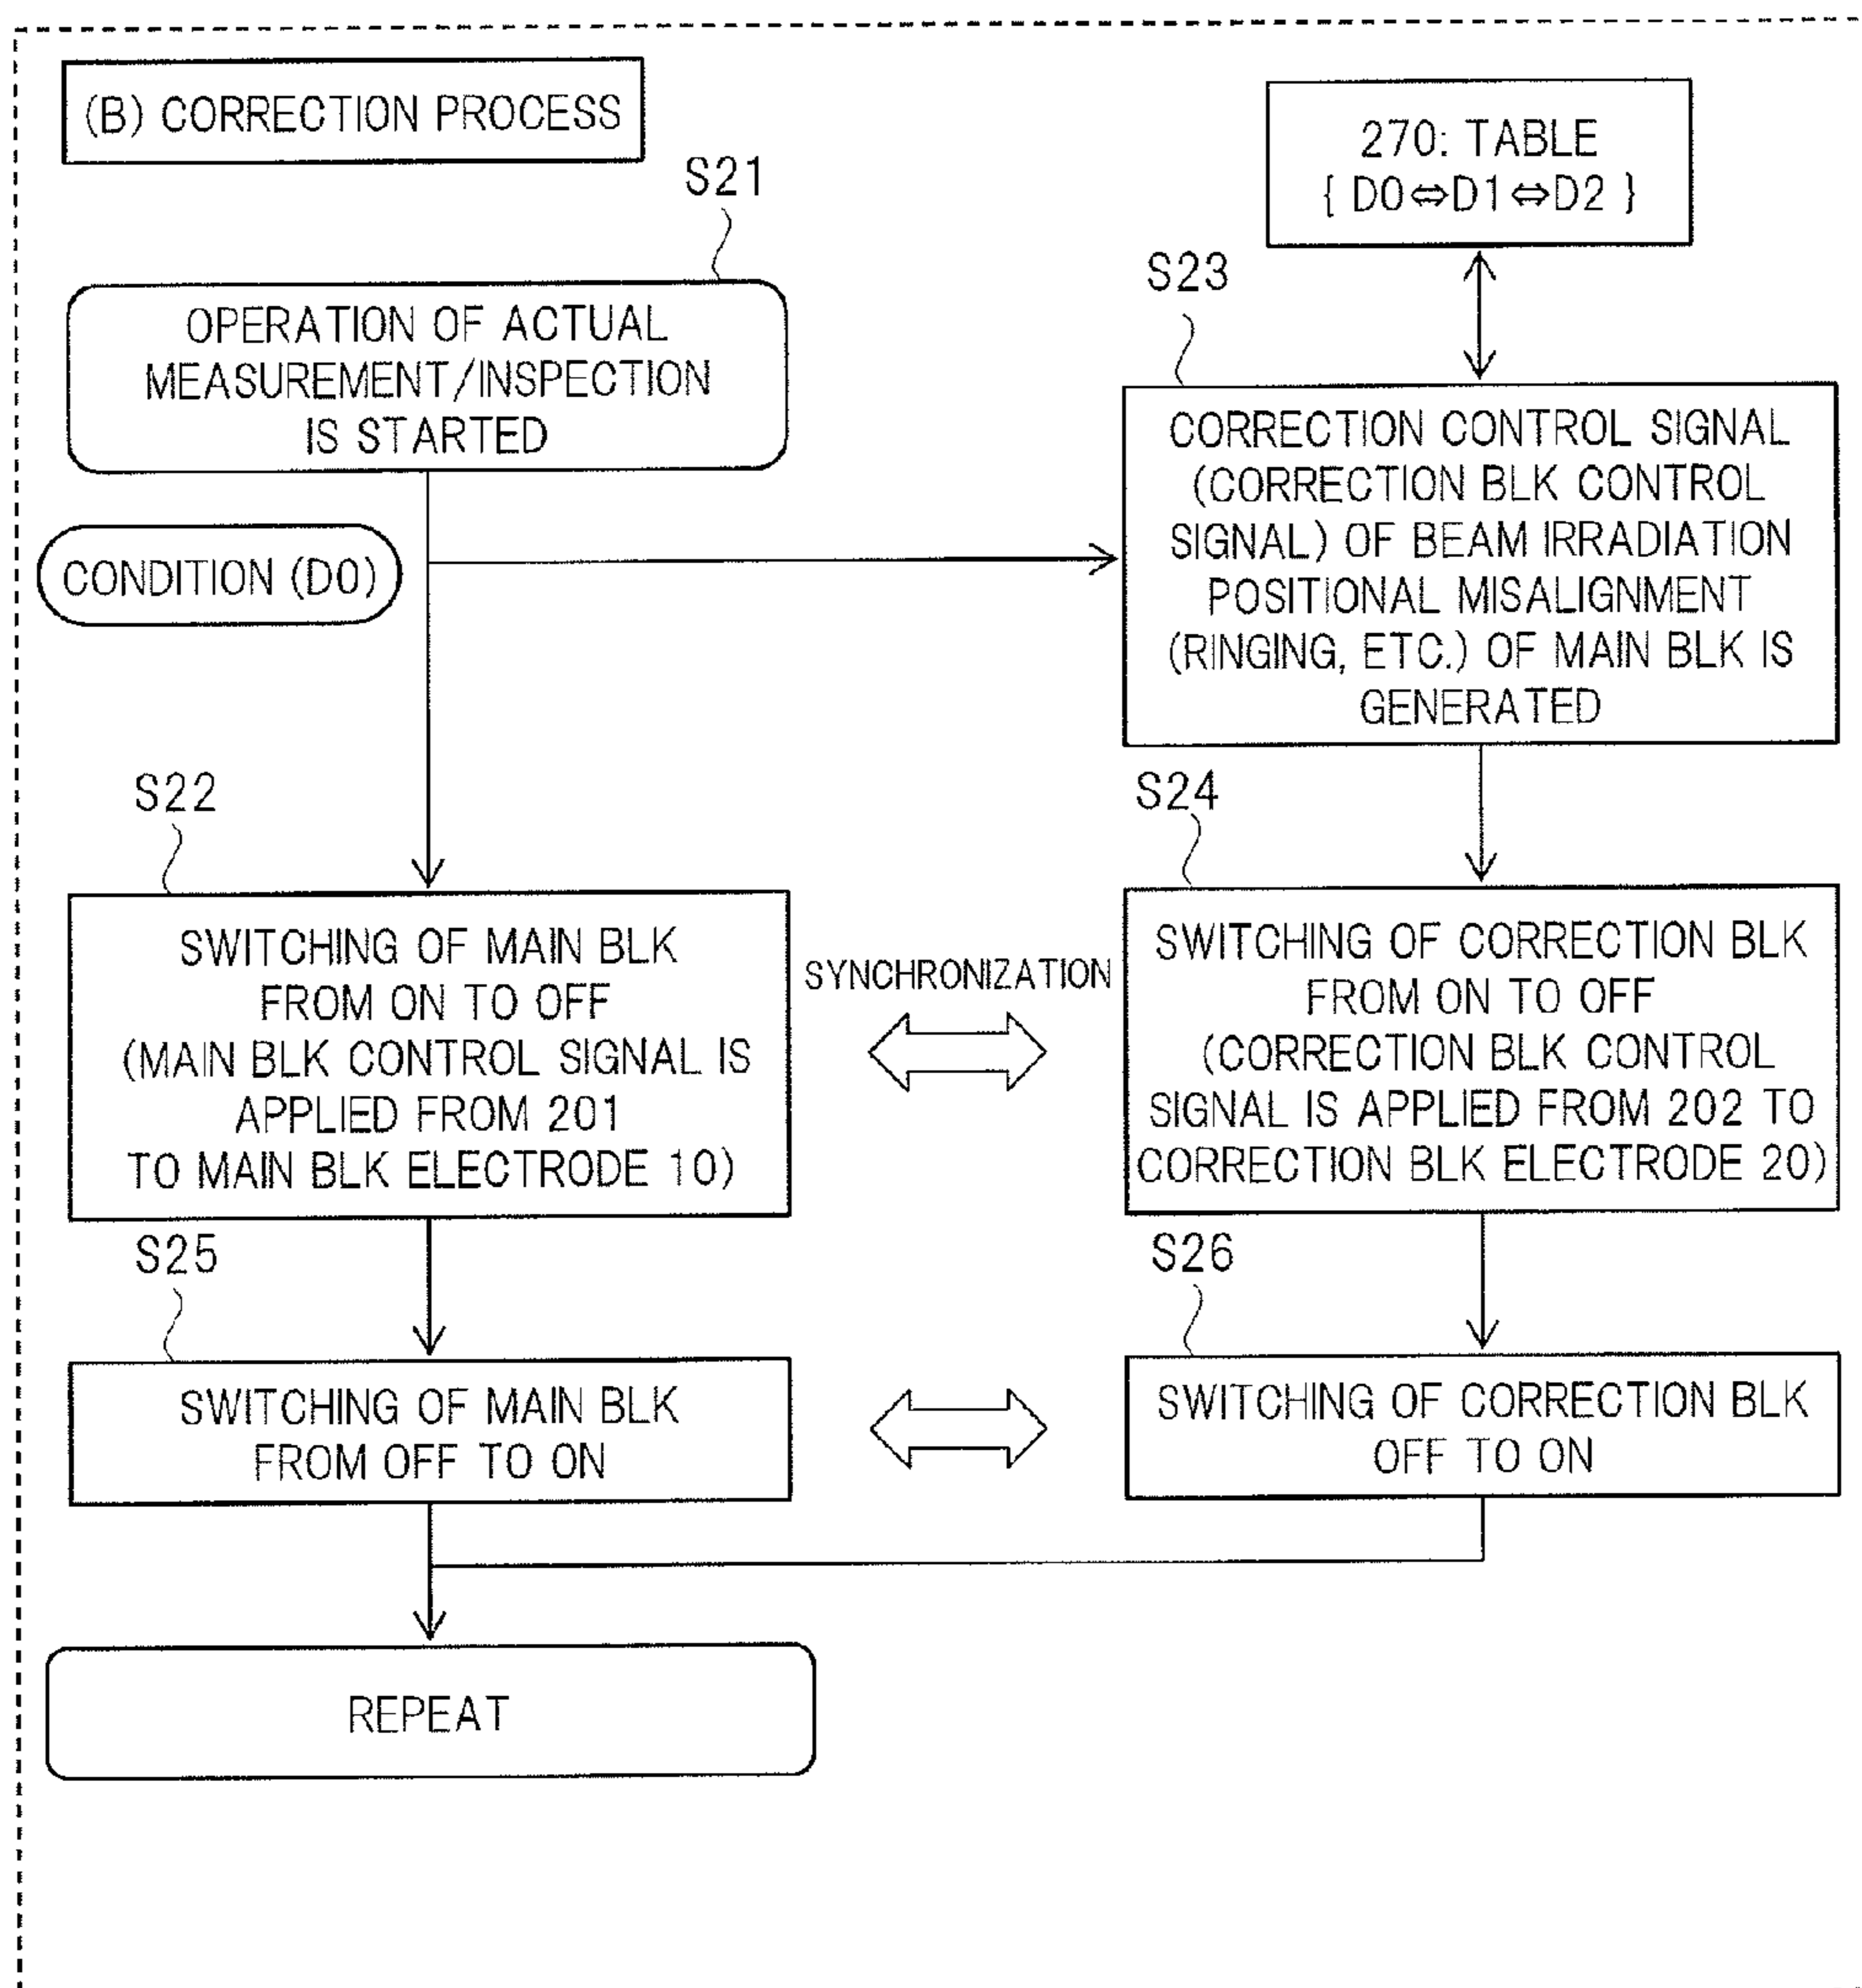 (B) CORRECTION PROCESS
270: TABLE
{ D0⇔D1⇔D2 }
S21
OPERATION OF ACTUAL
MEASUREMENT/INSPECTION
IS STARTED
CONDITION (D0)
S23
CORRECTION CONTROL SIGNAL
(CORRECTION BLK CONTROL
SIGNAL) OF BEAM IRRADIATION
POSITIONAL MISALIGNMENT
(RINGING, ETC.) OF MAIN BLK IS
GENERATED
S22
SWITCHING OF MAIN BLK
FROM ON TO OFF
(MAIN BLK CONTROL SIGNAL IS
APPLIED FROM 201
TO MAIN BLK ELECTRODE 10)
SYNCHRONIZATION
S24
SWITCHING OF CORRECTION BLK
FROM ON TO OFF
(CORRECTION BLK CONTROL
SIGNAL IS APPLIED FROM 202 TO
CORRECTION BLK ELECTRODE 20)
S25
SWITCHING OF MAIN BLK
FROM OFF TO ON
S26
SWITCHING OF CORRECTION BLK
OFF TO ON
REPEAT